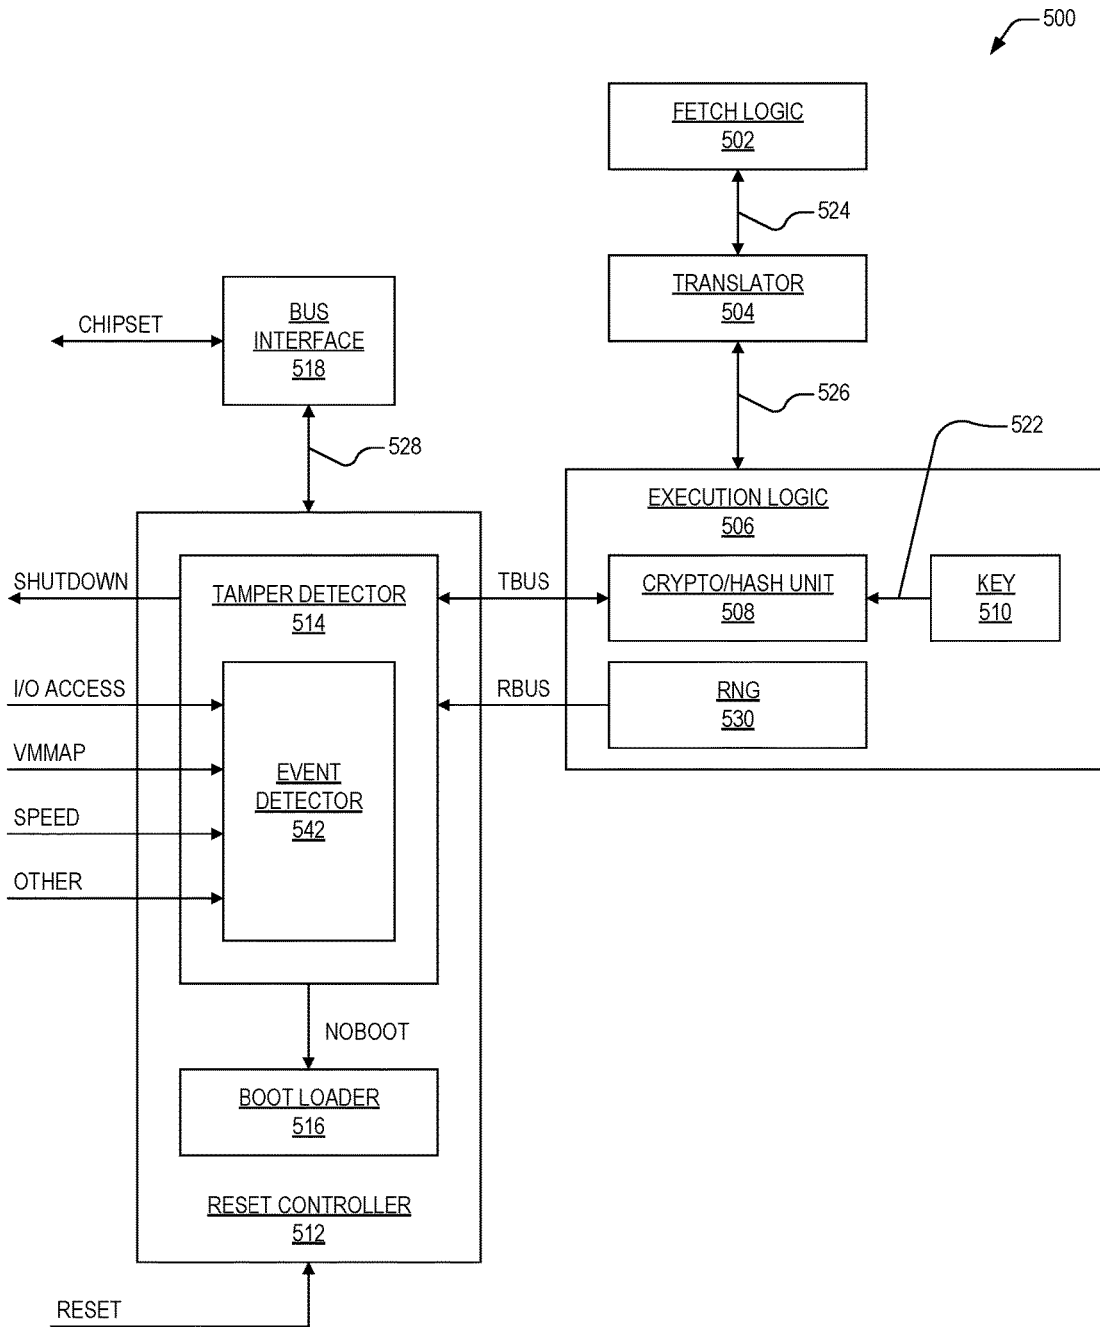 500
FETCH LOGIC
502
524
TRANSLATOR
504
BUS
INTERFACE
518
CHIPSET
526
522
528
EXECUTION LOGIC
506
SHUTDOWN
TAMPER DETECTOR
514
TBUS
CRYPTO/HASH UNIT
508
KEY
510
I/O ACCESS
RBUS
RNG
530
VMMAP
EVENT
DETECTOR
542
SPEED
OTHER
NOBOOT
BOOT LOADER
516
RESET CONTROLLER
512
RESET